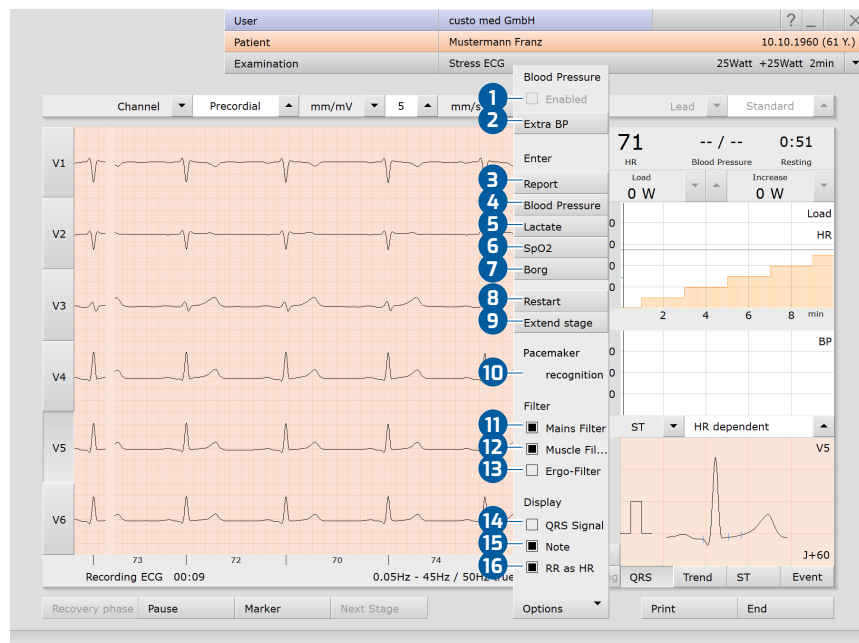 User custo med GmbH ? _ ×
Patient Mustermann Franz 10.10.1960 (61 Y.)
Examination Stress ECG 25Watt +25Watt 2min
Channel Precordial mm/mV 5 Lead Standard
Blood Pressure
1 Enabled
2 Extra BP
Enter
3 Report
4 Blood Pressure
5 Lactate
6 SpO2
7 Borg
8 Restart
9 Extend stage
Pacemaker
10 recognition
Filter
11 Mains Filter
12 Muscle Fil...
13 Ergo-Filter
Display
14 QRS Signal
15 Note
16 RR as HR
Options
V1
V2
V3
V4
V5
V6
73 72 70 74
Recording ECG 00:09 0.05Hz - 45Hz / 50Hz
71 -- / -- 0:51
HR Blood Pressure Resting
Load Increase
0 W 0 W
Load
HR
2 4 6 8 min
BP
ST HR dependent
V5
J+60
QRS Trend ST Event
Recovery phase Pause Marker Next Stage Print End